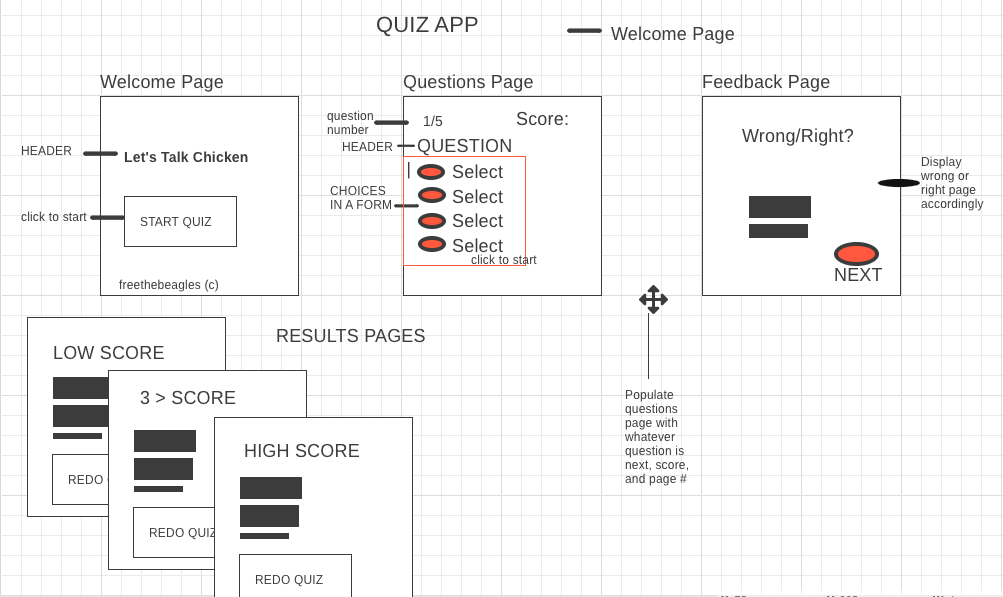 QUIZ APP
Welcome Page
Welcome Page
Questions Page
Feedback Page
HEADER
Let's Talk Chicken
click to start
START QUIZ
freethebeagles (c)
question
number
1/5
Score:
HEADER
QUESTION
CHOICES
IN A FORM
Select
Select
Select
Select
click to start
Wrong/Right?
NEXT
Display
wrong or
right page
accordingly
Populate
questions
page with
whatever
question is
next, score,
and page #
RESULTS PAGES
LOW SCORE
REDO
3 > SCORE
REDO QUIZ
HIGH SCORE
REDO QUIZ